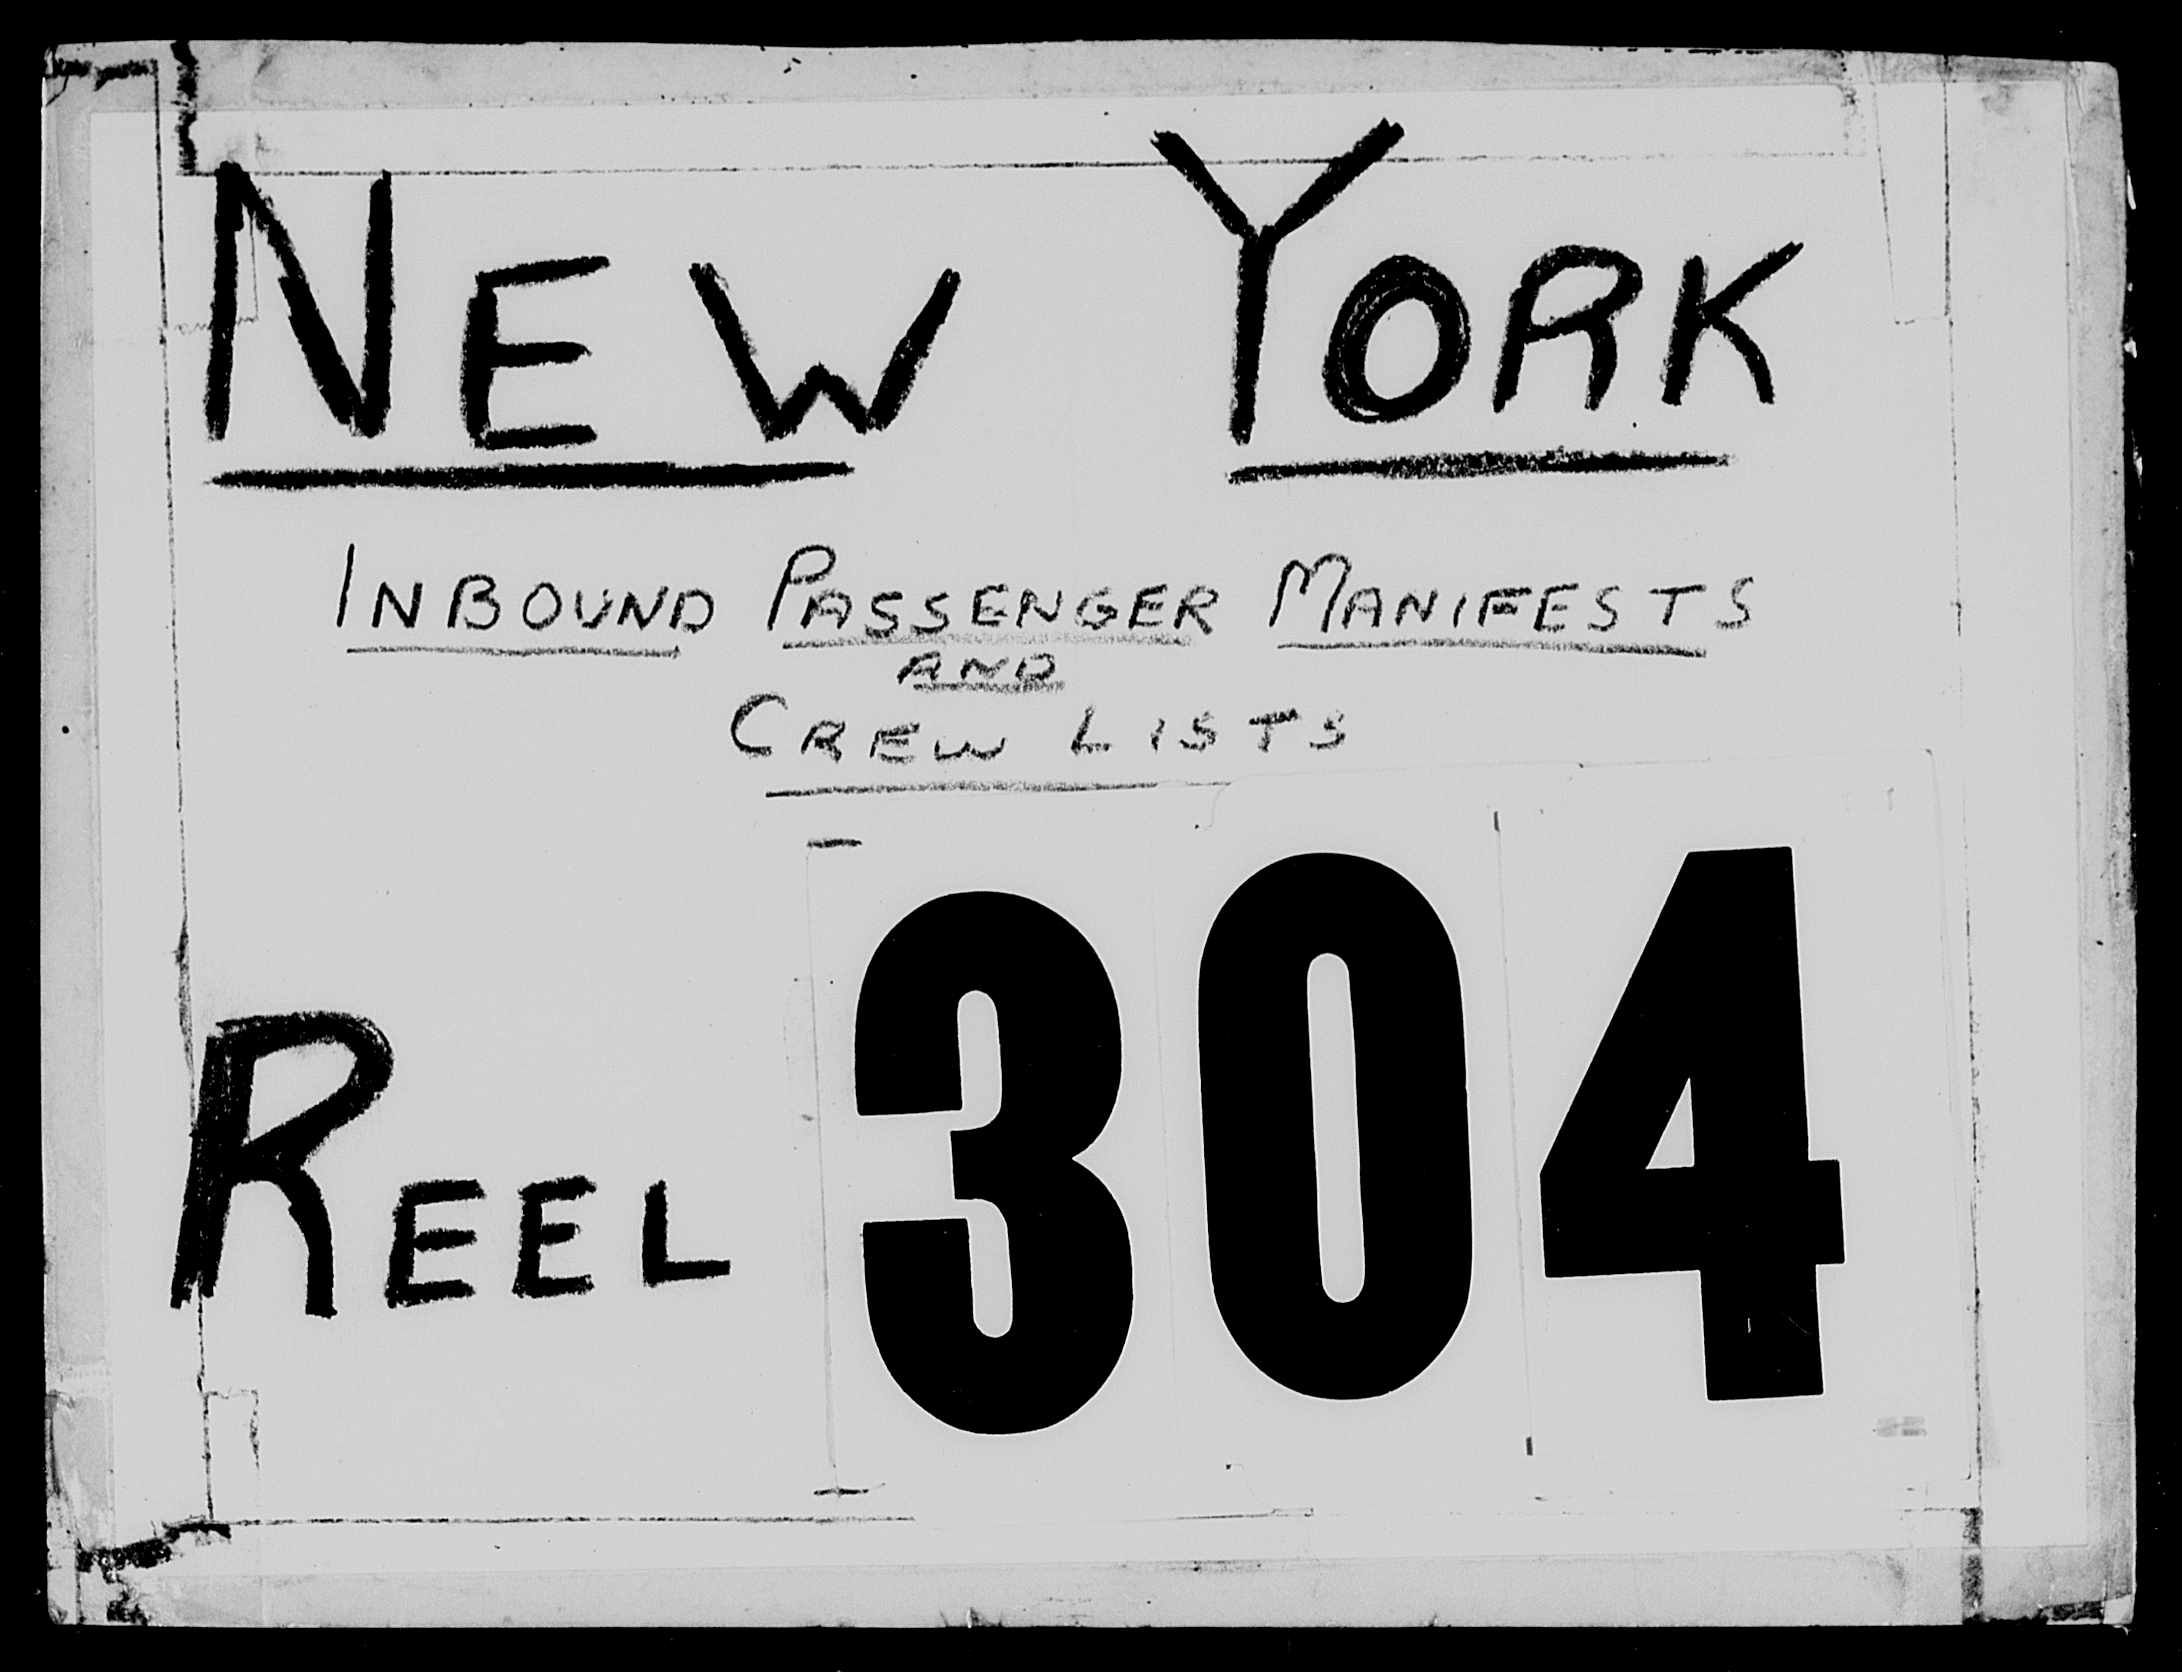 NEW YORK
INBOUND PASSENGER MANIFESTS
AND
CREW LISTS
REEL 304